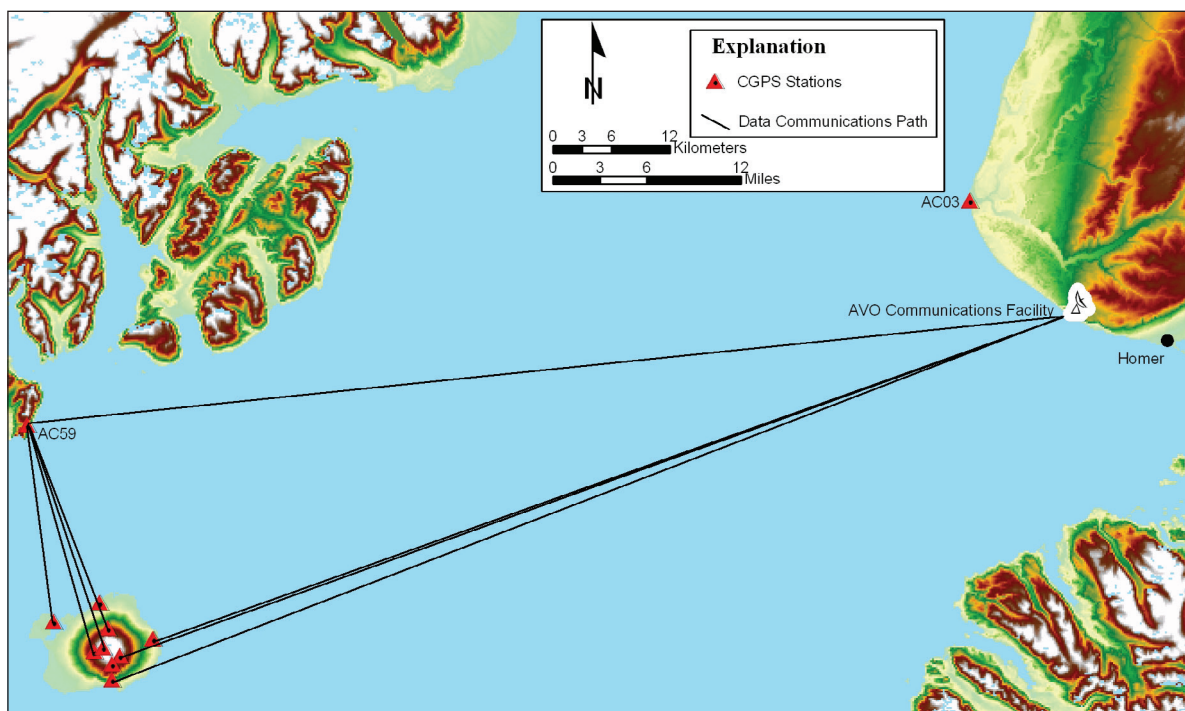 Explanation
N
CGPS Stations
Data Communications Path
0 3 6 12
Kilometers
0 3 6 12
Miles
AC03
AVO Communications Facility
Homer
AC59